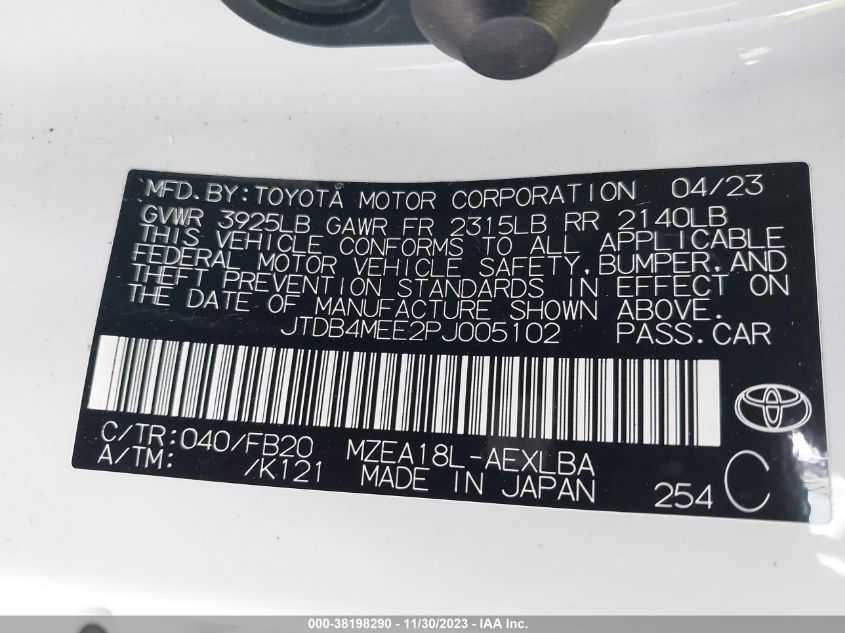 MFD.BY:TOYOTA MOTOR CORPORATION 04/23
GVWR 3925LB GAWR FR 2315LB RR 2140LB
THIS VEHICLE CONFORMS TO ALL APPLICABLE
FEDERAL MOTOR VEHICLE SAFETY,BUMPER,AND
THEFT PREVENTION STANDARDS IN EFFECT ON
THE DATE OF MANUFACTURE SHOWN ABOVE.
JTDB4MEE2PJ005102 PASS.CAR
C/TR:040/FB20 MZEA18L-AEXLBA
A/TM: /K121 MADE IN JAPAN 254 C
000-38198290 - 11/30/2023 - IAA Inc.